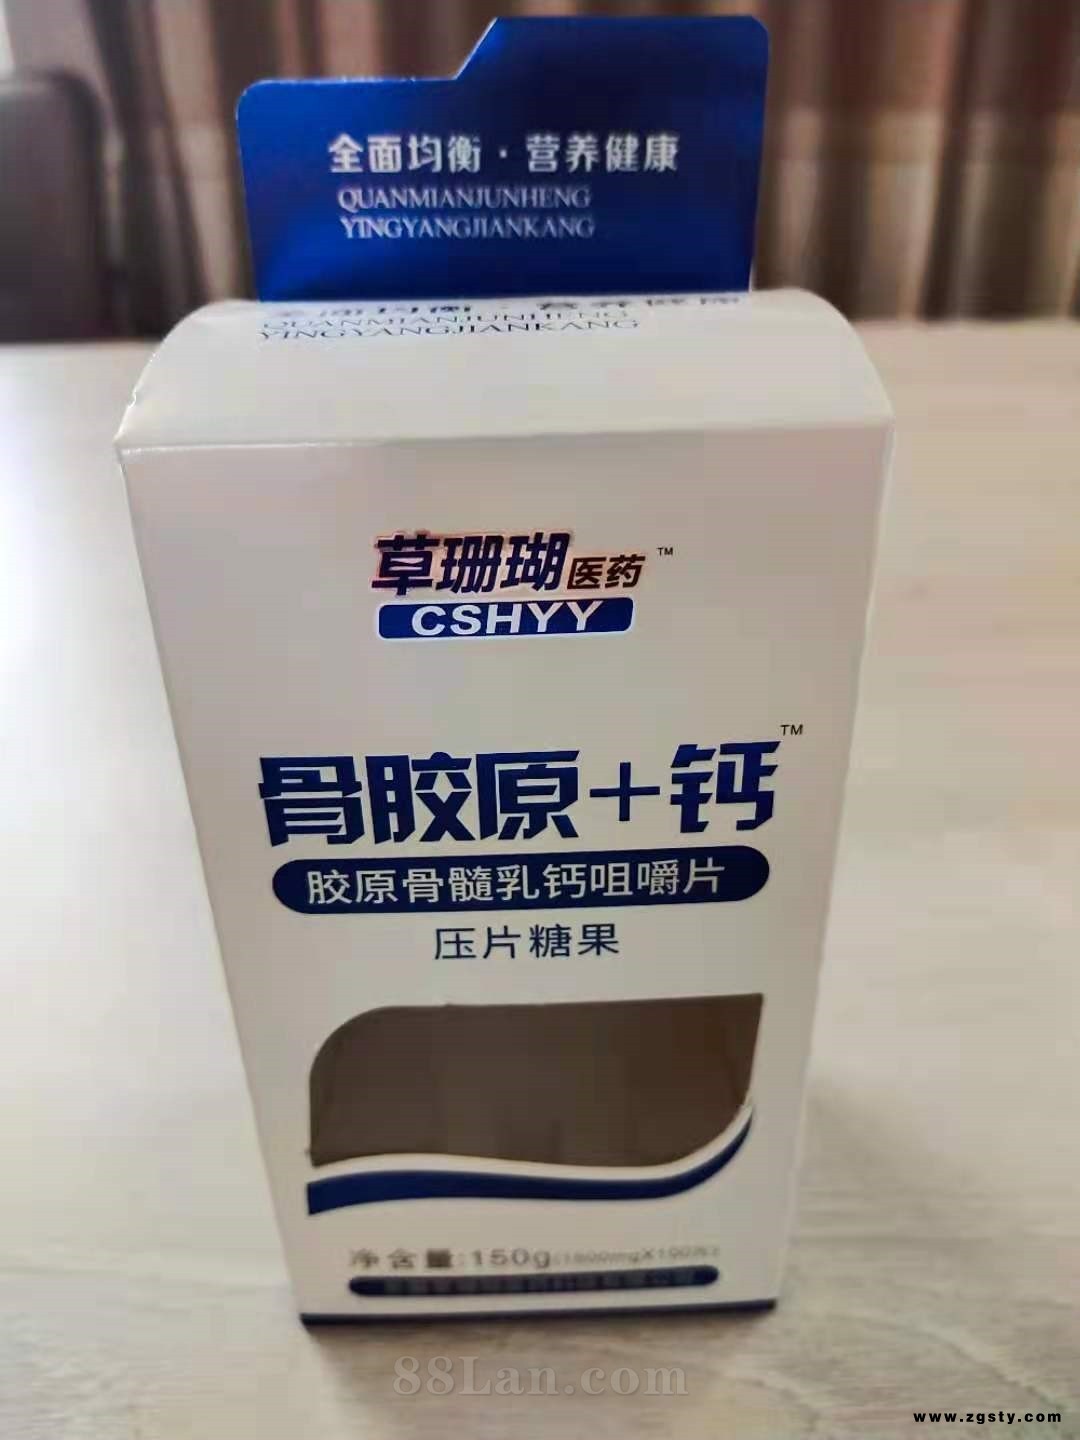 全面均衡·营养健康
QUANMIANJUNHENG
YINGYANGJIANKANG
QUANMIANJUNHENG
YINGYANGJIANKANG
草珊瑚医药™
CSHYY
骨胶原+钙™
胶原骨髓乳钙咀嚼片
压片糖果
净含量:150g
88Lan.com
www.zgsty.com